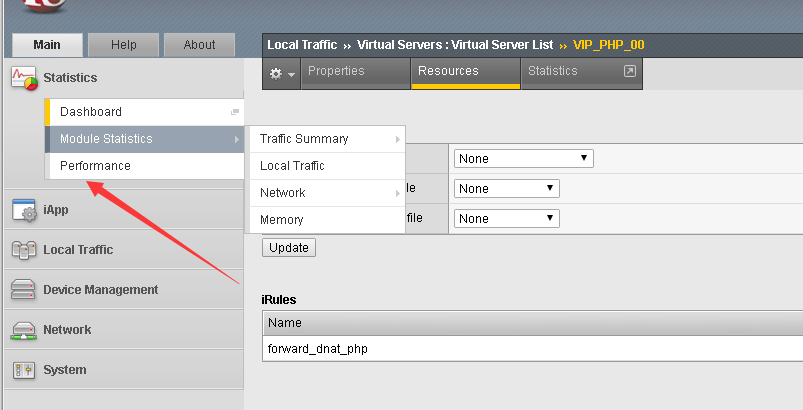 Main
Help
About
Local Traffic ›› Virtual Servers : Virtual Server List ›› VIP_PHP_00
Properties
Resources
Statistics
Statistics
Dashboard
Module Statistics
Performance
Traffic Summary
Local Traffic
Network
Memory
iApp
Local Traffic
Device Management
Network
System
None
le
None
file
None
Update
iRules
Name
forward_dnat_php